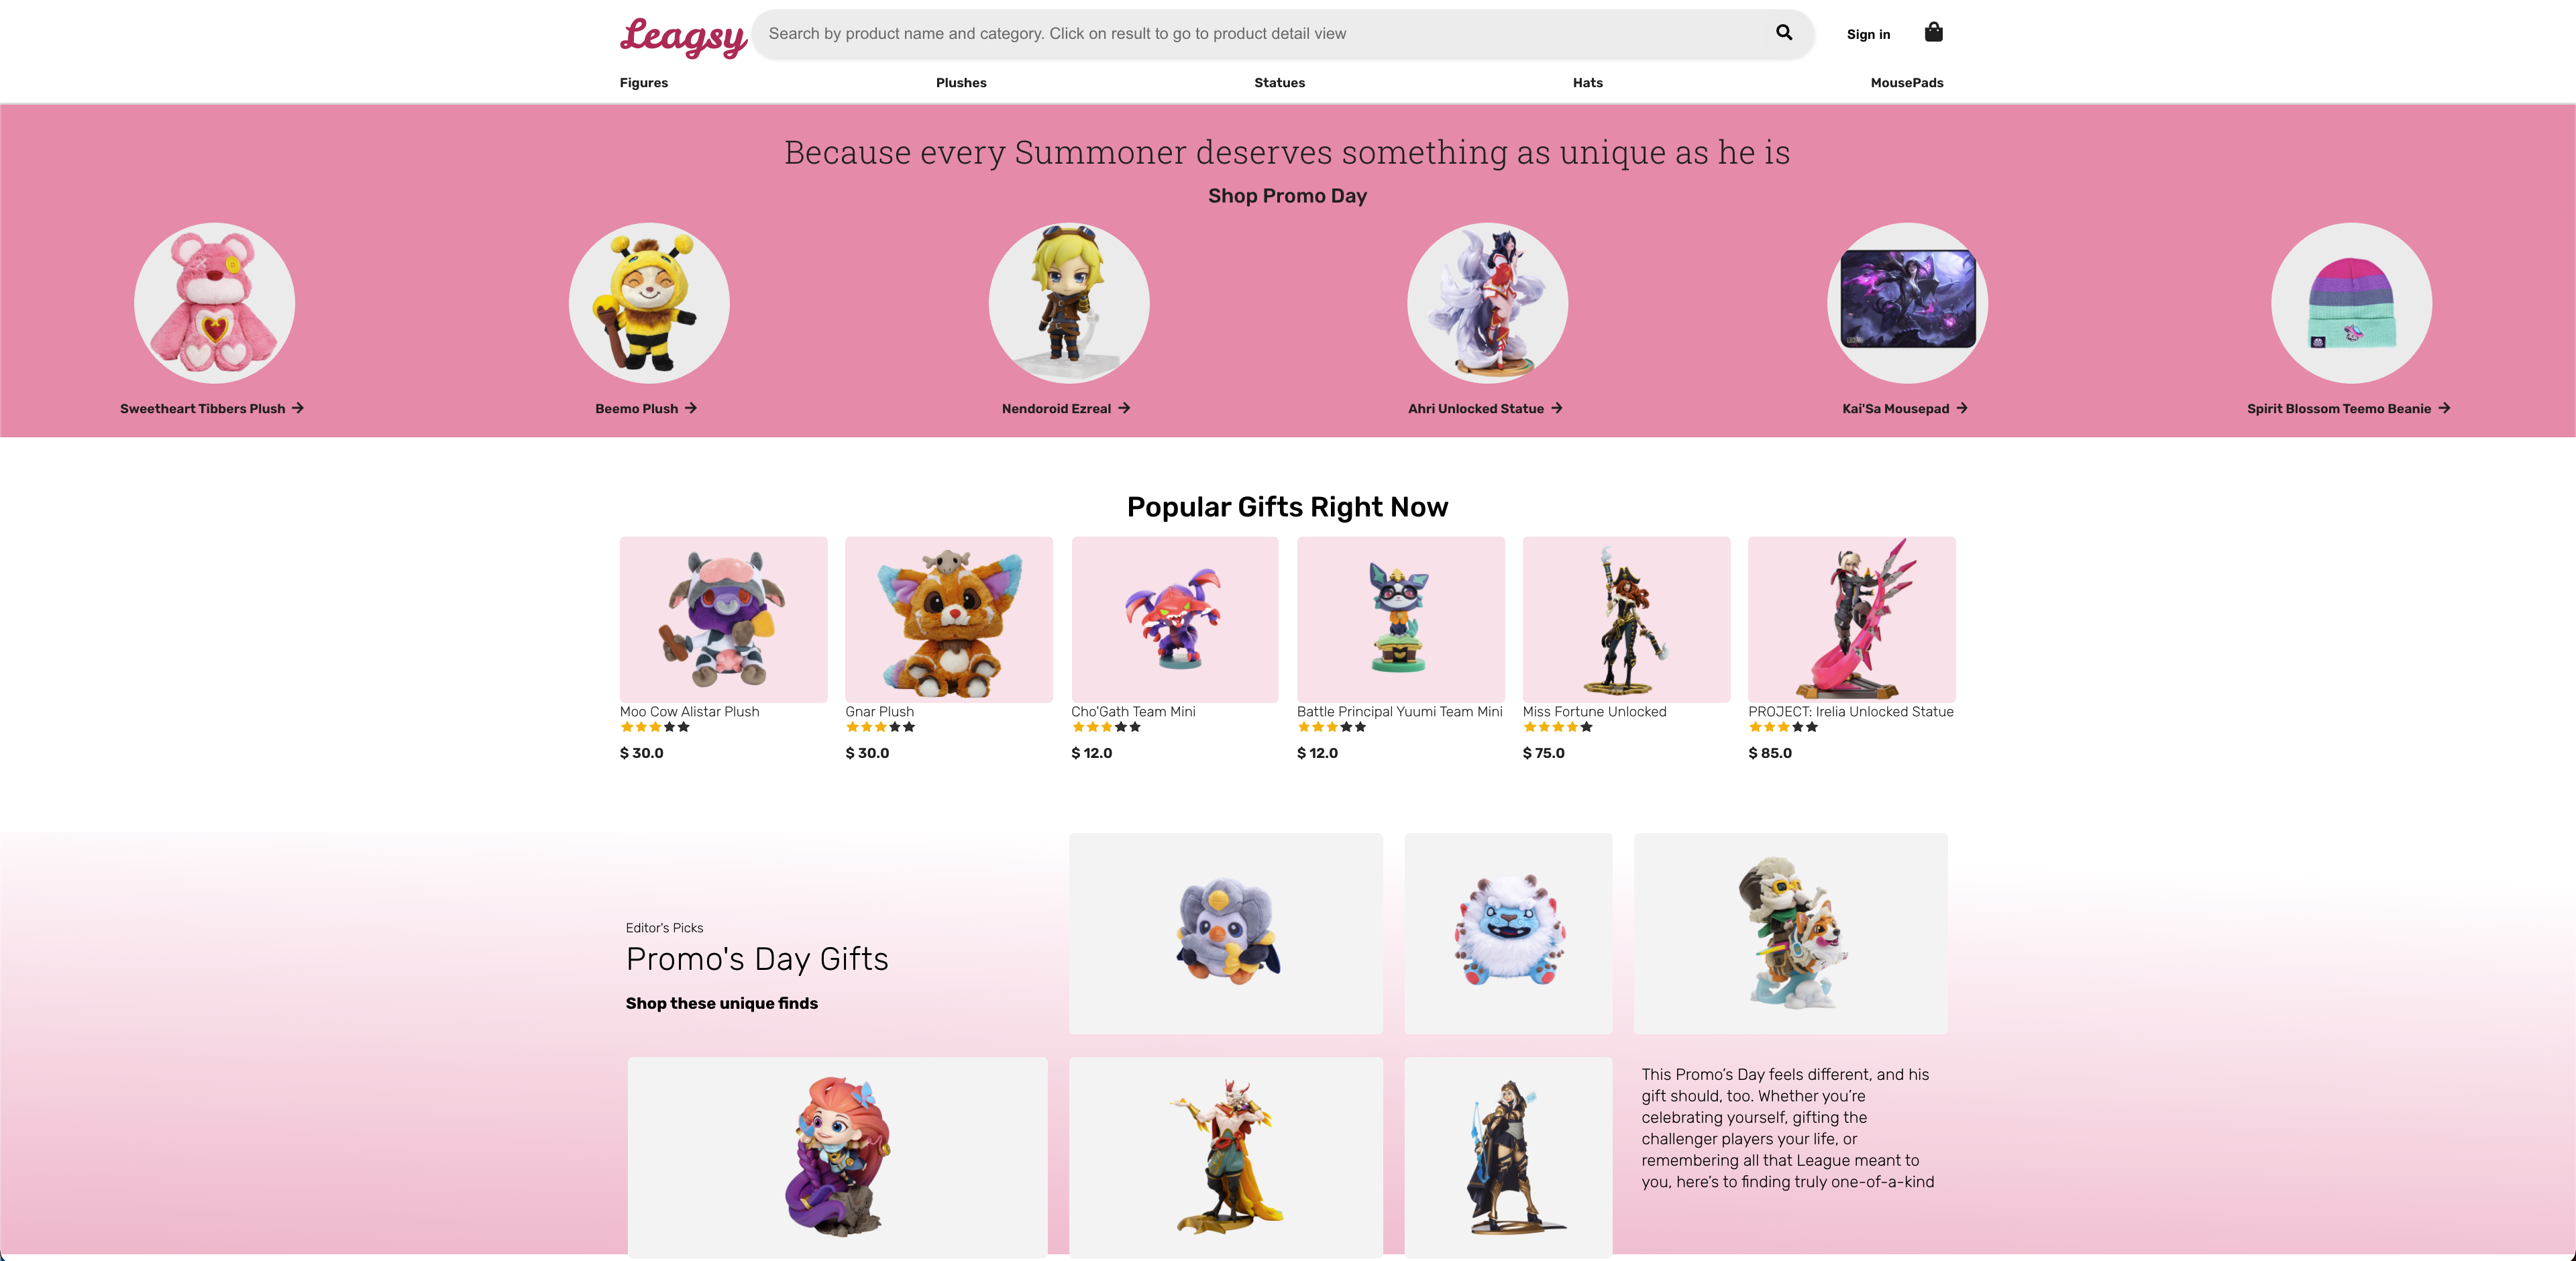 Leagsy
Search by product name and category. Click on result to go to product detail view
Sign in
Figures
Plushes
Statues
Hats
MousePads
Because every Summoner deserves something as unique as he is
Shop Promo Day
Sweetheart Tibbers Plush
Beemo Plush
Nendoroid Ezreal
Ahri Unlocked Statue
Kai'Sa Mousepad
Spirit Blossom Teemo Beanie
Popular Gifts Right Now
Moo Cow Alistar Plush
$ 30.0
Gnar Plush
$ 30.0
Cho'Gath Team Mini
$ 12.0
Battle Principal Yuumi Team Mini
$ 12.0
Miss Fortune Unlocked
$ 75.0
PROJECT: Irelia Unlocked Statue
$ 85.0
Editor's Picks
Promo's Day Gifts
Shop these unique finds
This Promo’s Day feels different, and his
gift should, too. Whether you’re
celebrating yourself, gifting the
challenger players your life, or
remembering all that League meant to
you, here’s to finding truly one-of-a-kind